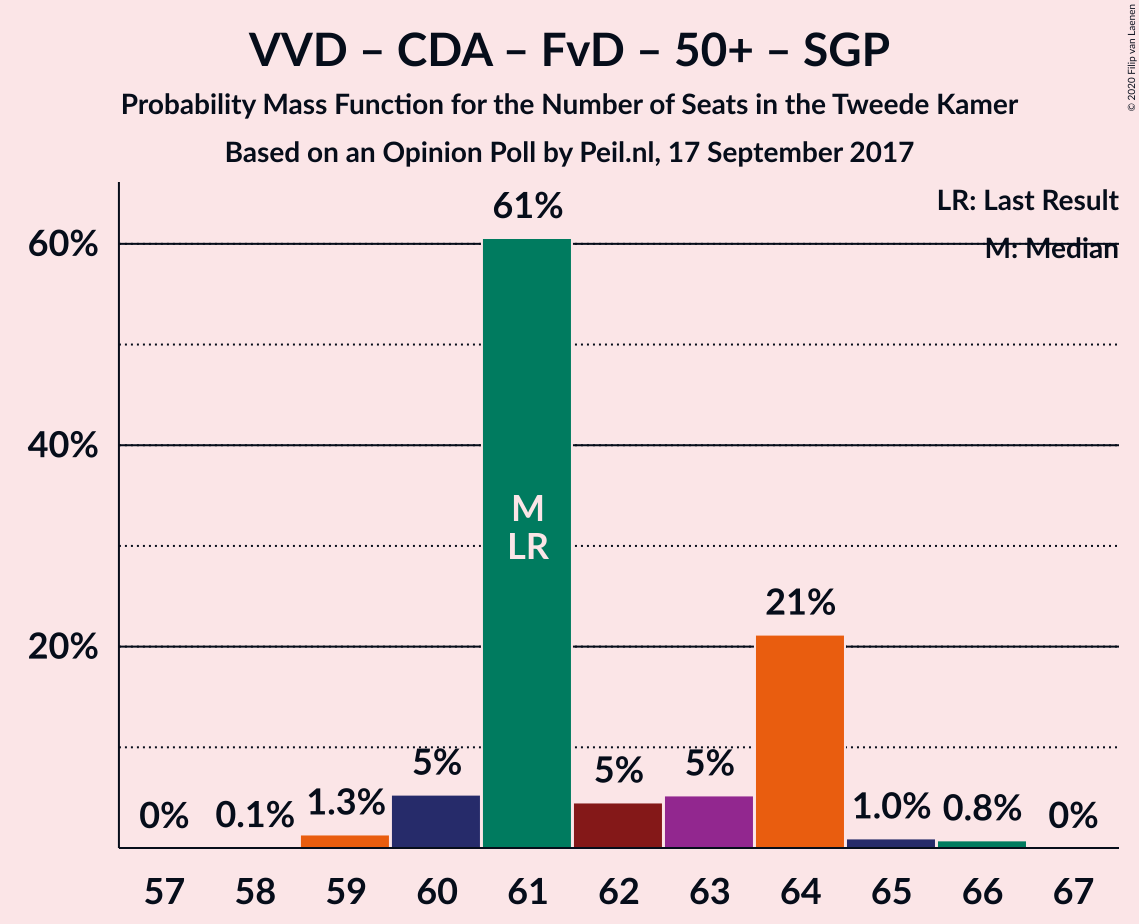 VVD – CDA – FvD – 50+ – SGP
Probability Mass Function for the Number of Seats in the Tweede Kamer
Based on an Opinion Poll by Peil.nl, 17 September 2017
© 2020 Filip van Laenen
LR: Last Result
M: Median
60%
40%
20%
0%
0.1%
1.3%
5%
61%
M
LR
5%
5%
21%
1.0%
0.8%
0%
57 58 59 60 61 62 63 64 65 66 67